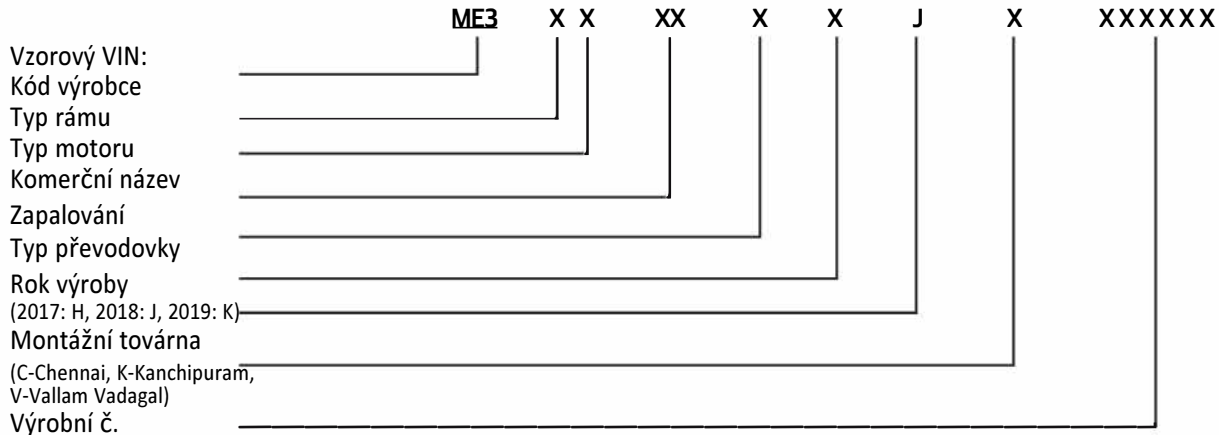 ME3 X X XX X X J X XXXXXX
Vzorový VIN:
Kód výrobce
Typ rámu
Typ motoru
Komerční název
Zapalování
Typ převodovky
Rok výroby
(2017: H, 2018: J, 2019: K)
Montážní továrna
(C-Chennai, K-Kanchipuram,
V-Vallam Vadagal)
Výrobní č.